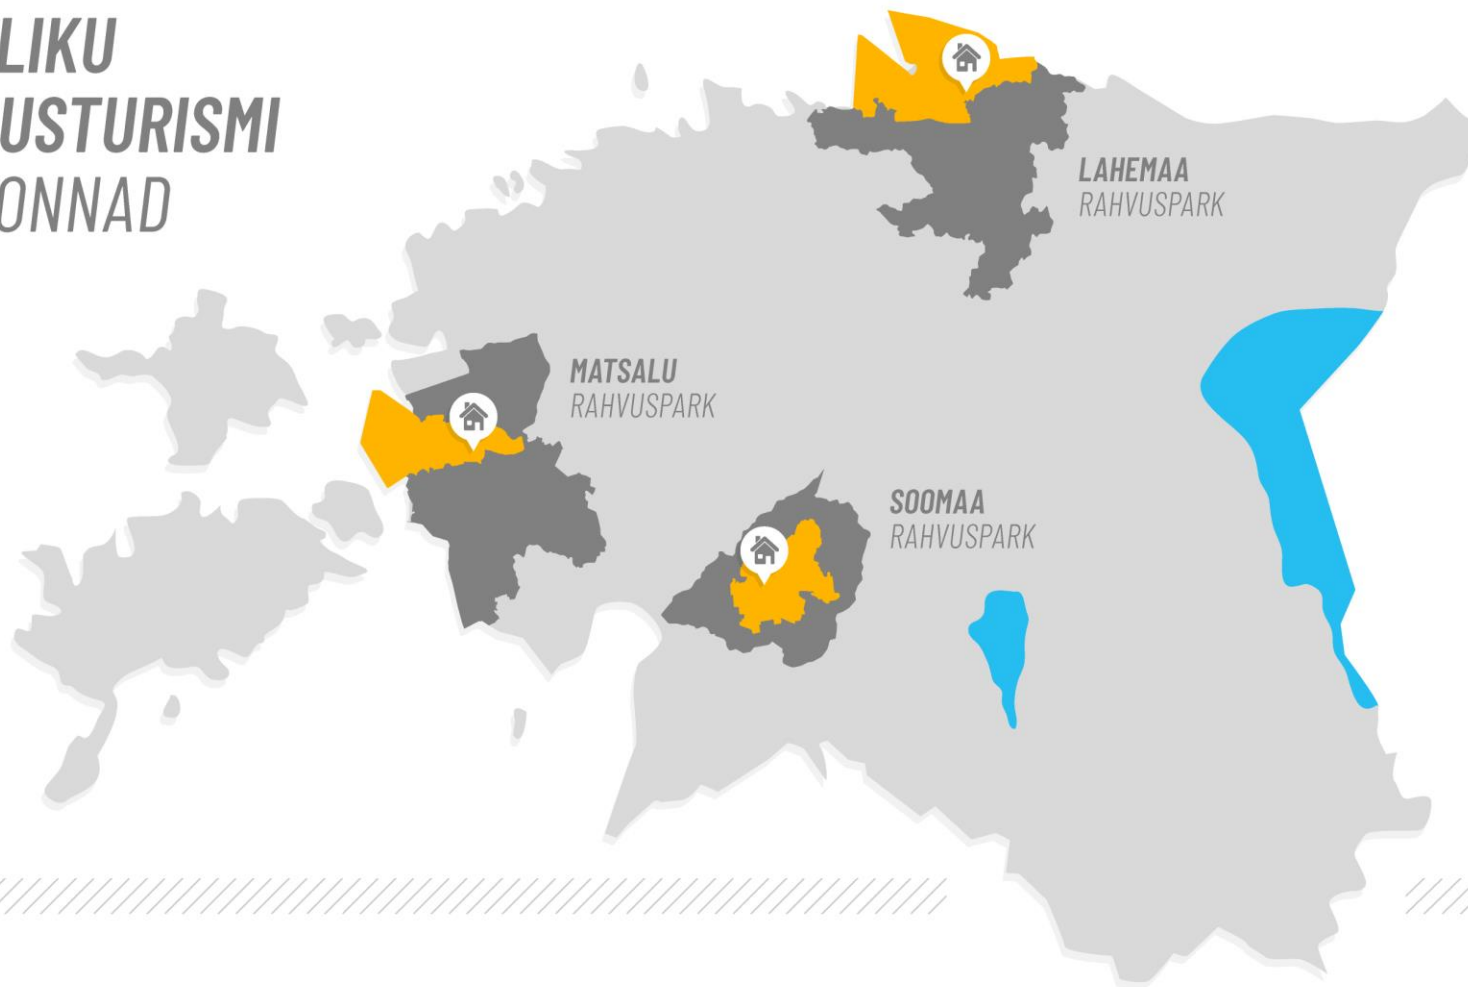 LIKU
USTURISMI
ONNAD
LAHEMAA
RAHVUSPARK
MATSALU
RAHVUSPARK
SOOMAA
RAHVUSPARK